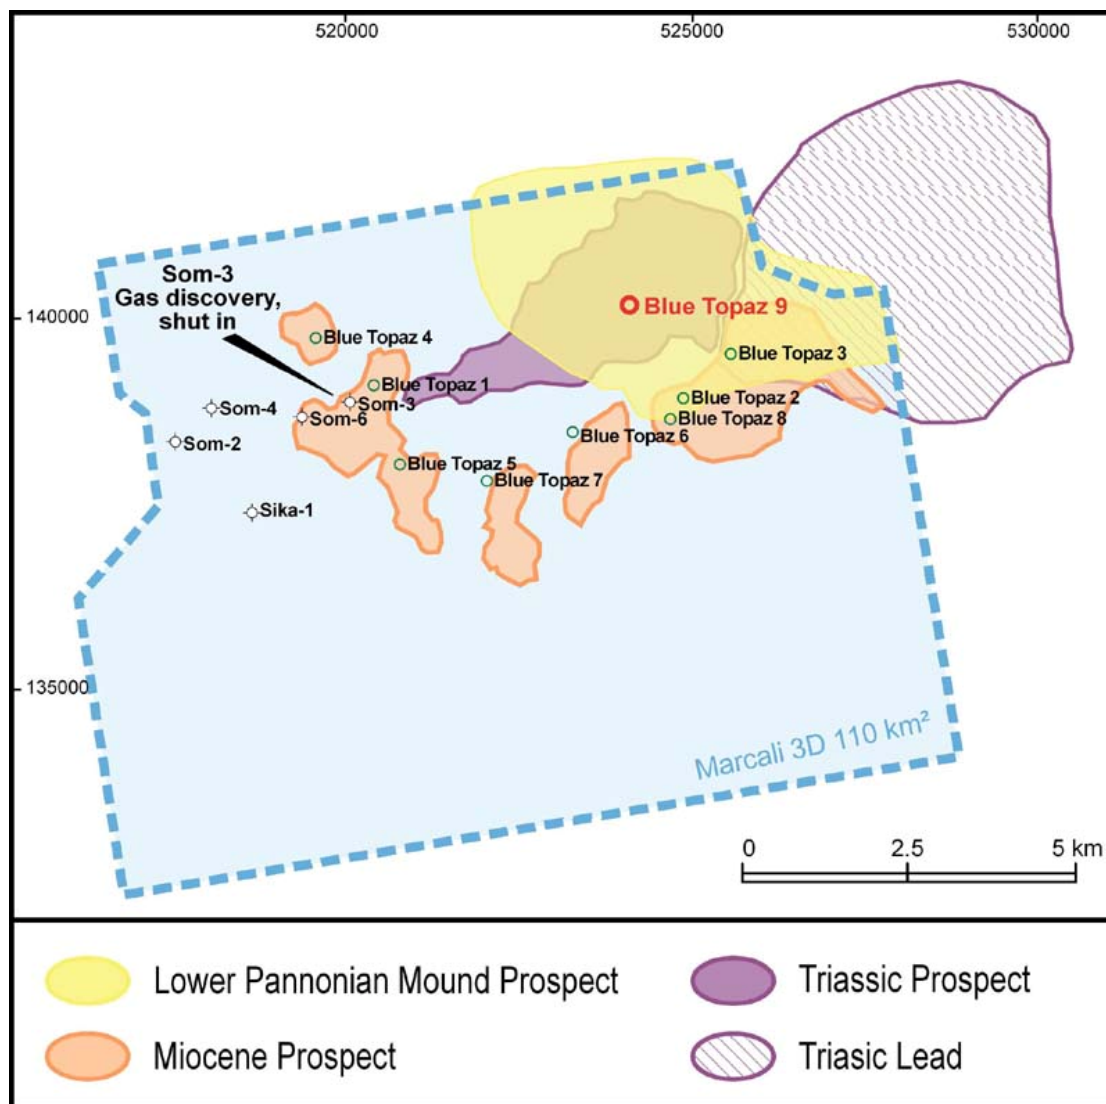 520000
525000
530000
Som-3
Gas discovery,
shut in
140000
Blue Topaz 9
Blue Topaz 4
Blue Topaz 3
Blue Topaz 1
Som-3
Blue Topaz 2
Som-4
Som-6
Blue Topaz 8
Som-2
Blue Topaz 6
Blue Topaz 5
Blue Topaz 7
Sika-1
135000
Marcali 3D 110 km²
0 2.5 5 km
Lower Pannonian Mound Prospect
Triassic Prospect
Miocene Prospect
Triasic Lead